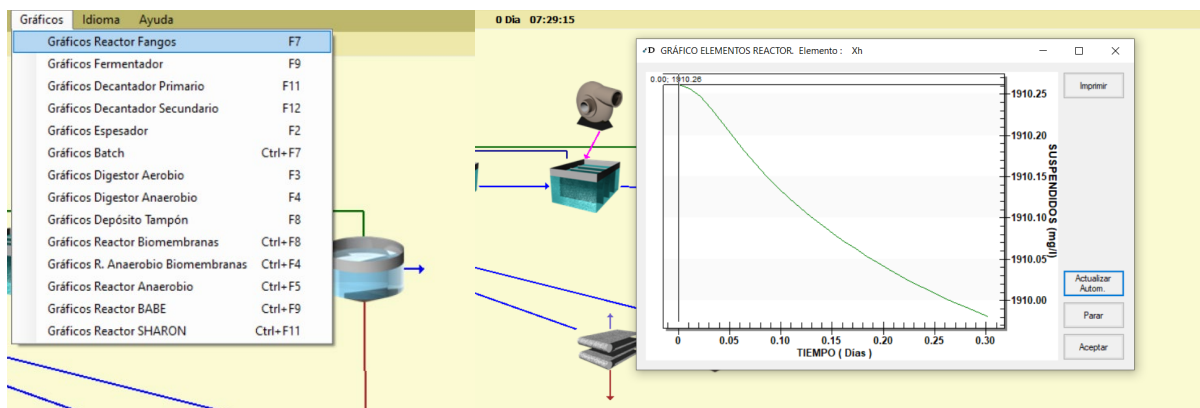 Gráficos Idioma Ayuda
Gráficos Reactor Fangos F7
Gráficos Fermentador F9
Gráficos Decantador Primario F11
Gráficos Decantador Secundario F12
Gráficos Espesador F2
Gráficos Batch Ctrl+F7
Gráficos Digestor Aerobio F3
Gráficos Digestor Anaerobio F4
Gráficos Depósito Tampón F8
Gráficos Reactor Biomembranas Ctrl+F8
Gráficos R. Anaerobio Biomembranas Ctrl+F4
Gráficos Reactor Anaerobio Ctrl+F5
Gráficos Reactor BABE Ctrl+F9
Gráficos Reactor SHARON Ctrl+F11
0 Dia 07:29:15
GRÁFICO ELEMENTOS REACTOR. Elemento : Xh
0.00; 1910.26
1910.25
1910.20
1910.15
1910.10
1910.05
1910.00
SUSPENDIDOS (mg/l)
0 0.05 0.10 0.15 0.20 0.25 0.30
TIEMPO ( Dias )
Imprimir
Actualizar
Autom.
Parar
Aceptar